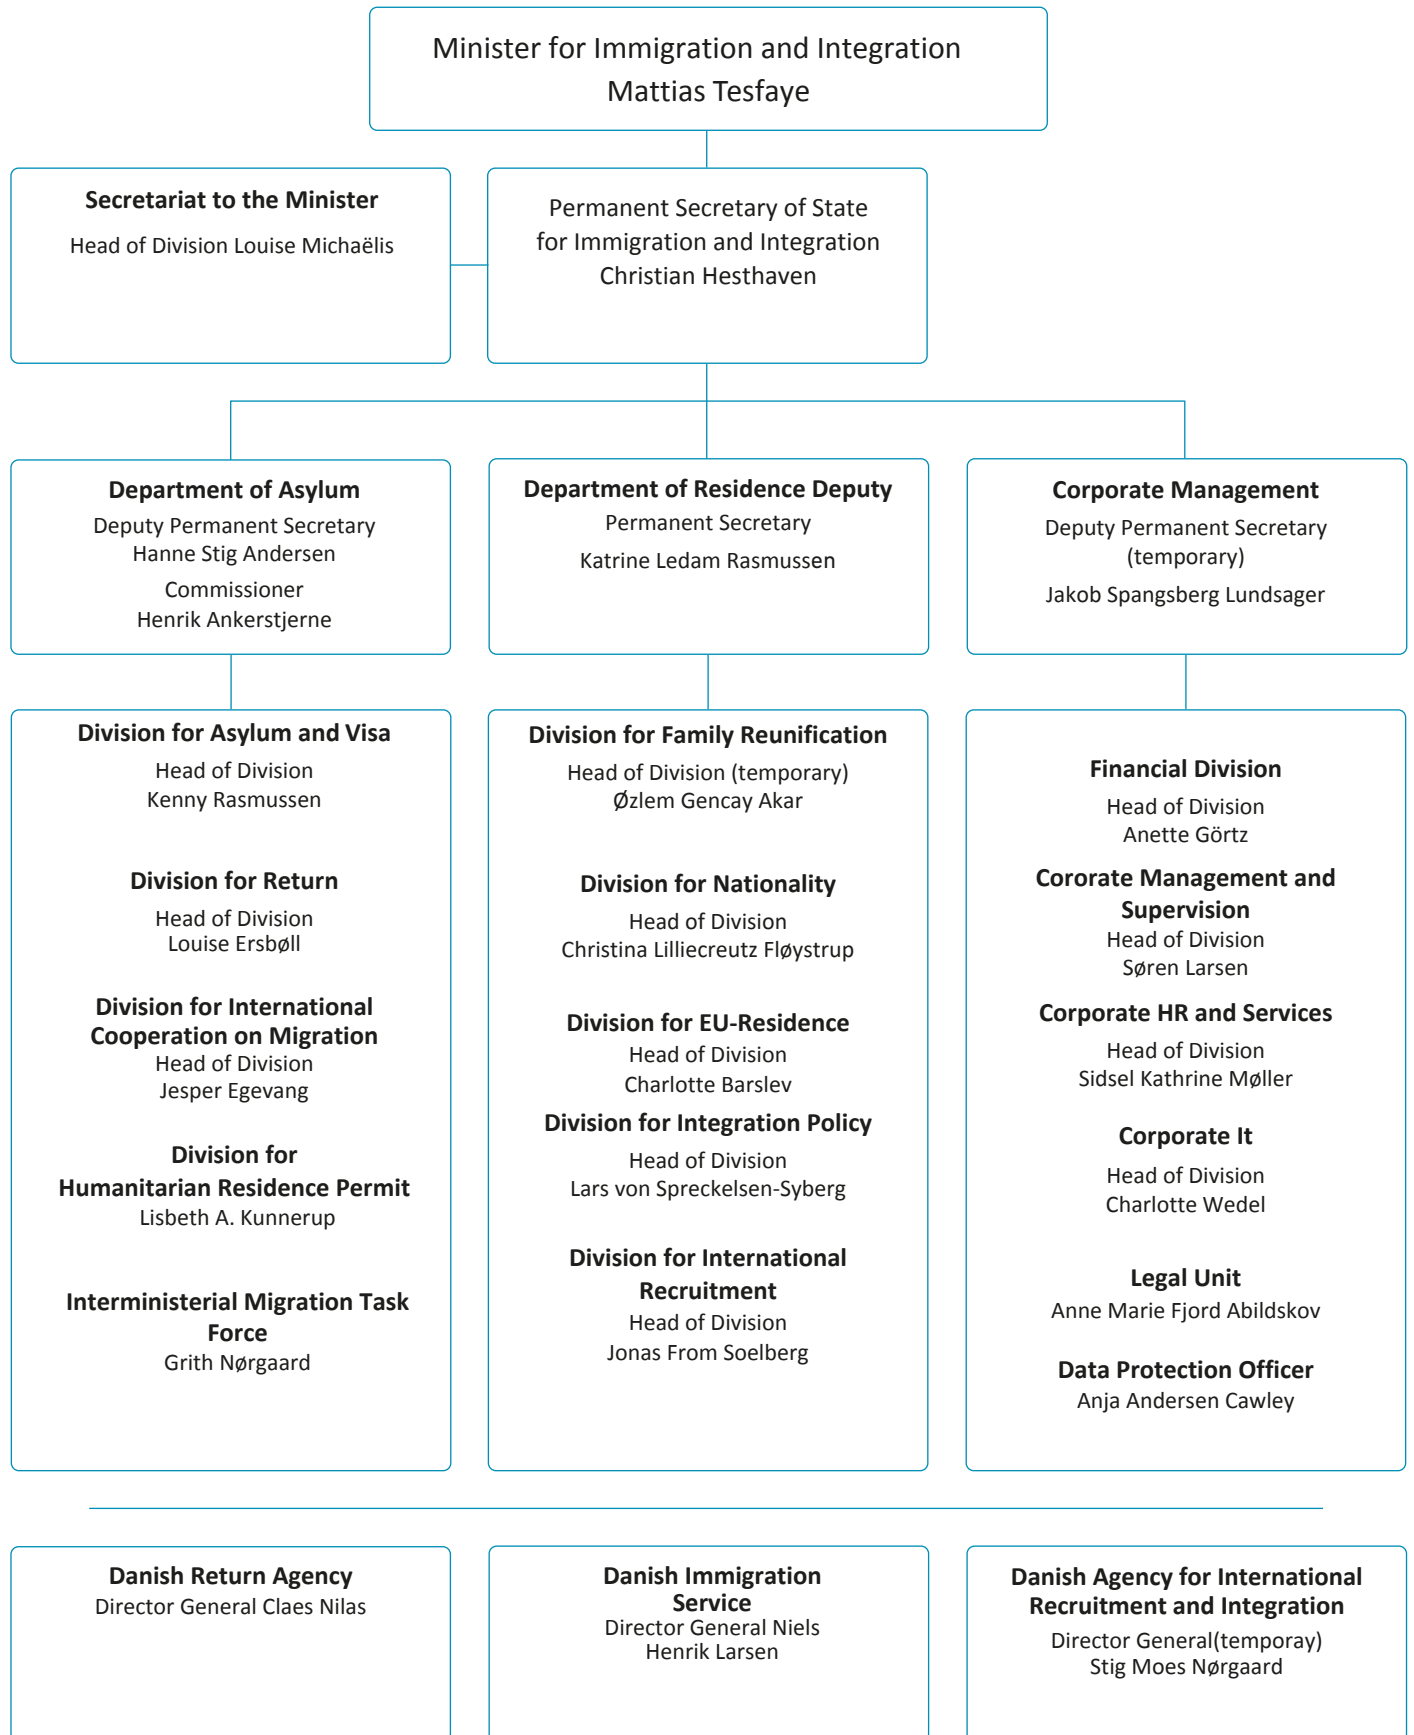 Minister for Immigration and Integration
Mattias Tesfaye
Secretariat to the Minister
Head of Division Louise Michaëlis
Permanent Secretary of State
for Immigration and Integration
Christian Hesthaven
Department of Asylum
Deputy Permanent Secretary
Hanne Stig Andersen
Commissioner
Henrik Ankerstjerne
Department of Residence Deputy
Permanent Secretary
Katrine Ledam Rasmussen
Corporate Management
Deputy Permanent Secretary
(temporary)
Jakob Spangsberg Lundsager
Division for Asylum and Visa
Head of Division
Kenny Rasmussen
Division for Return
Head of Division
Louise Ersbøll
Division for International
Cooperation on Migration
Head of Division
Jesper Egevang
Division for
Humanitarian Residence Permit
Lisbeth A. Kunnerup
Interministerial Migration Task
Force
Grith Nørgaard
Division for Family Reunification
Head of Division (temporary)
Øzlem Gencay Akar
Division for Nationality
Head of Division
Christina Lilliecreutz Fløystrup
Division for EU-Residence
Head of Division
Charlotte Barslev
Division for Integration Policy
Head of Division
Lars von Spreckelsen-Syberg
Division for International
Recruitment
Head of Division
Jonas From Soelberg
Financial Division
Head of Division
Anette Görtz
Cororate Management and
Supervision
Head of Division
Søren Larsen
Corporate HR and Services
Head of Division
Sidsel Kathrine Møller
Corporate It
Head of Division
Charlotte Wedel
Legal Unit
Anne Marie Fjord Abildskov
Data Protection Officer
Anja Andersen Cawley
Danish Return Agency
Director General Claes Nilas
Danish Immigration
Service
Director General Niels
Henrik Larsen
Danish Agency for International
Recruitment and Integration
Director General(temporay)
Stig Moes Nørgaard